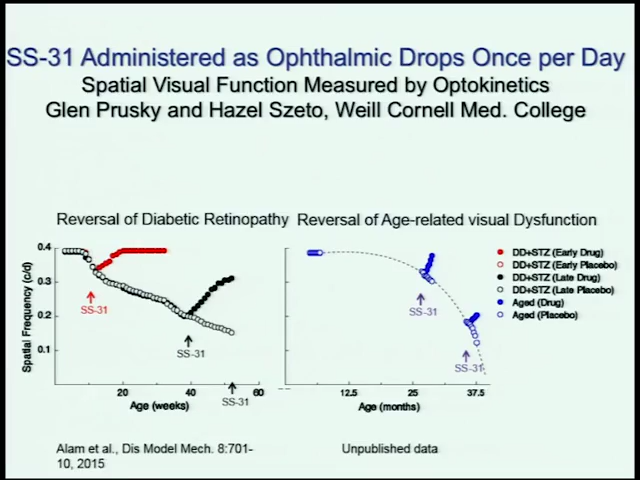 SS-31 Administered as Ophthalmic Drops Once per Day
Spatial Visual Function Measured by Optokinetics
Glen Prusky and Hazel Szeto, Weill Cornell Med. College
Reversal of Diabetic Retinopathy
Reversal of Age-related visual Dysfunction
0.4
0.3
0.2
0.1
Spatial Frequency (c/d)
SS-31
SS-31
SS-31
20
40
60
Age (weeks)
SS-31
SS-31
12.5
25
37.5
Age (months)
DD+STZ (Early Drug)
DD+STZ (Early Placebo)
DD+STZ (Late Drug)
DD+STZ (Late Placebo)
Aged (Drug)
Aged (Placebo)
Alam et al., Dis Model Mech. 8:701-
10, 2015
Unpublished data